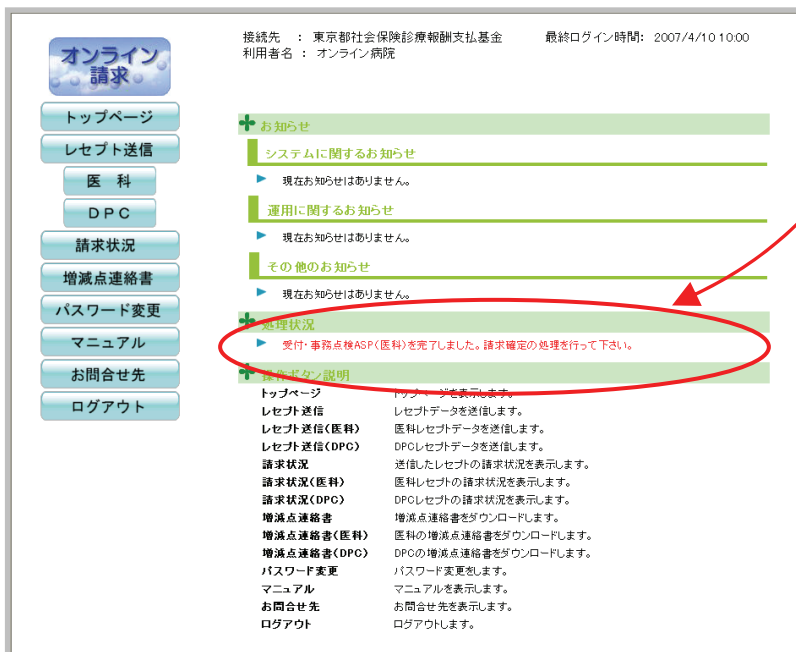 接続先 : 東京都社会保険診療報酬支払基金 最終ログイン時間: 2007/4/10 10:00
利用者名 : オンライン病院
オンライン
請求
トップページ
レセプト送信
医 科
DPC
請求状況
増減点連絡書
パスワード変更
マニュアル
お問合せ先
ログアウト
お知らせ
システムに関するお知らせ
現在お知らせはありません。
運用に関するお知らせ
現在お知らせはありません。
その他のお知らせ
現在お知らせはありません。
処理状況
受付・事務点検ASP(医科)を完了しました。請求確定の処理を行って下さい。
操作ボタン説明
トップページ トップページを表示します。
レセプト送信 レセプトデータを送信します。
レセプト送信(医科) 医科レセプトデータを送信します。
レセプト送信(DPC) DPCレセプトデータを送信します。
請求状況 送信したレセプトの請求状況を表示します。
請求状況(医科) 医科レセプトの請求状況を表示します。
請求状況(DPC) DPCレセプトの請求状況を表示します。
増減点連絡書 増減点連絡書をダウンロードします。
増減点連絡書(医科) 医科の増減点連絡書をダウンロードします。
増減点連絡書(DPC) DPCの増減点連絡書をダウンロードします。
パスワード変更 パスワード変更をします。
マニュアル マニュアルを表示します。
お問合せ先 お問合せ先を表示します。
ログアウト ログアウトします。